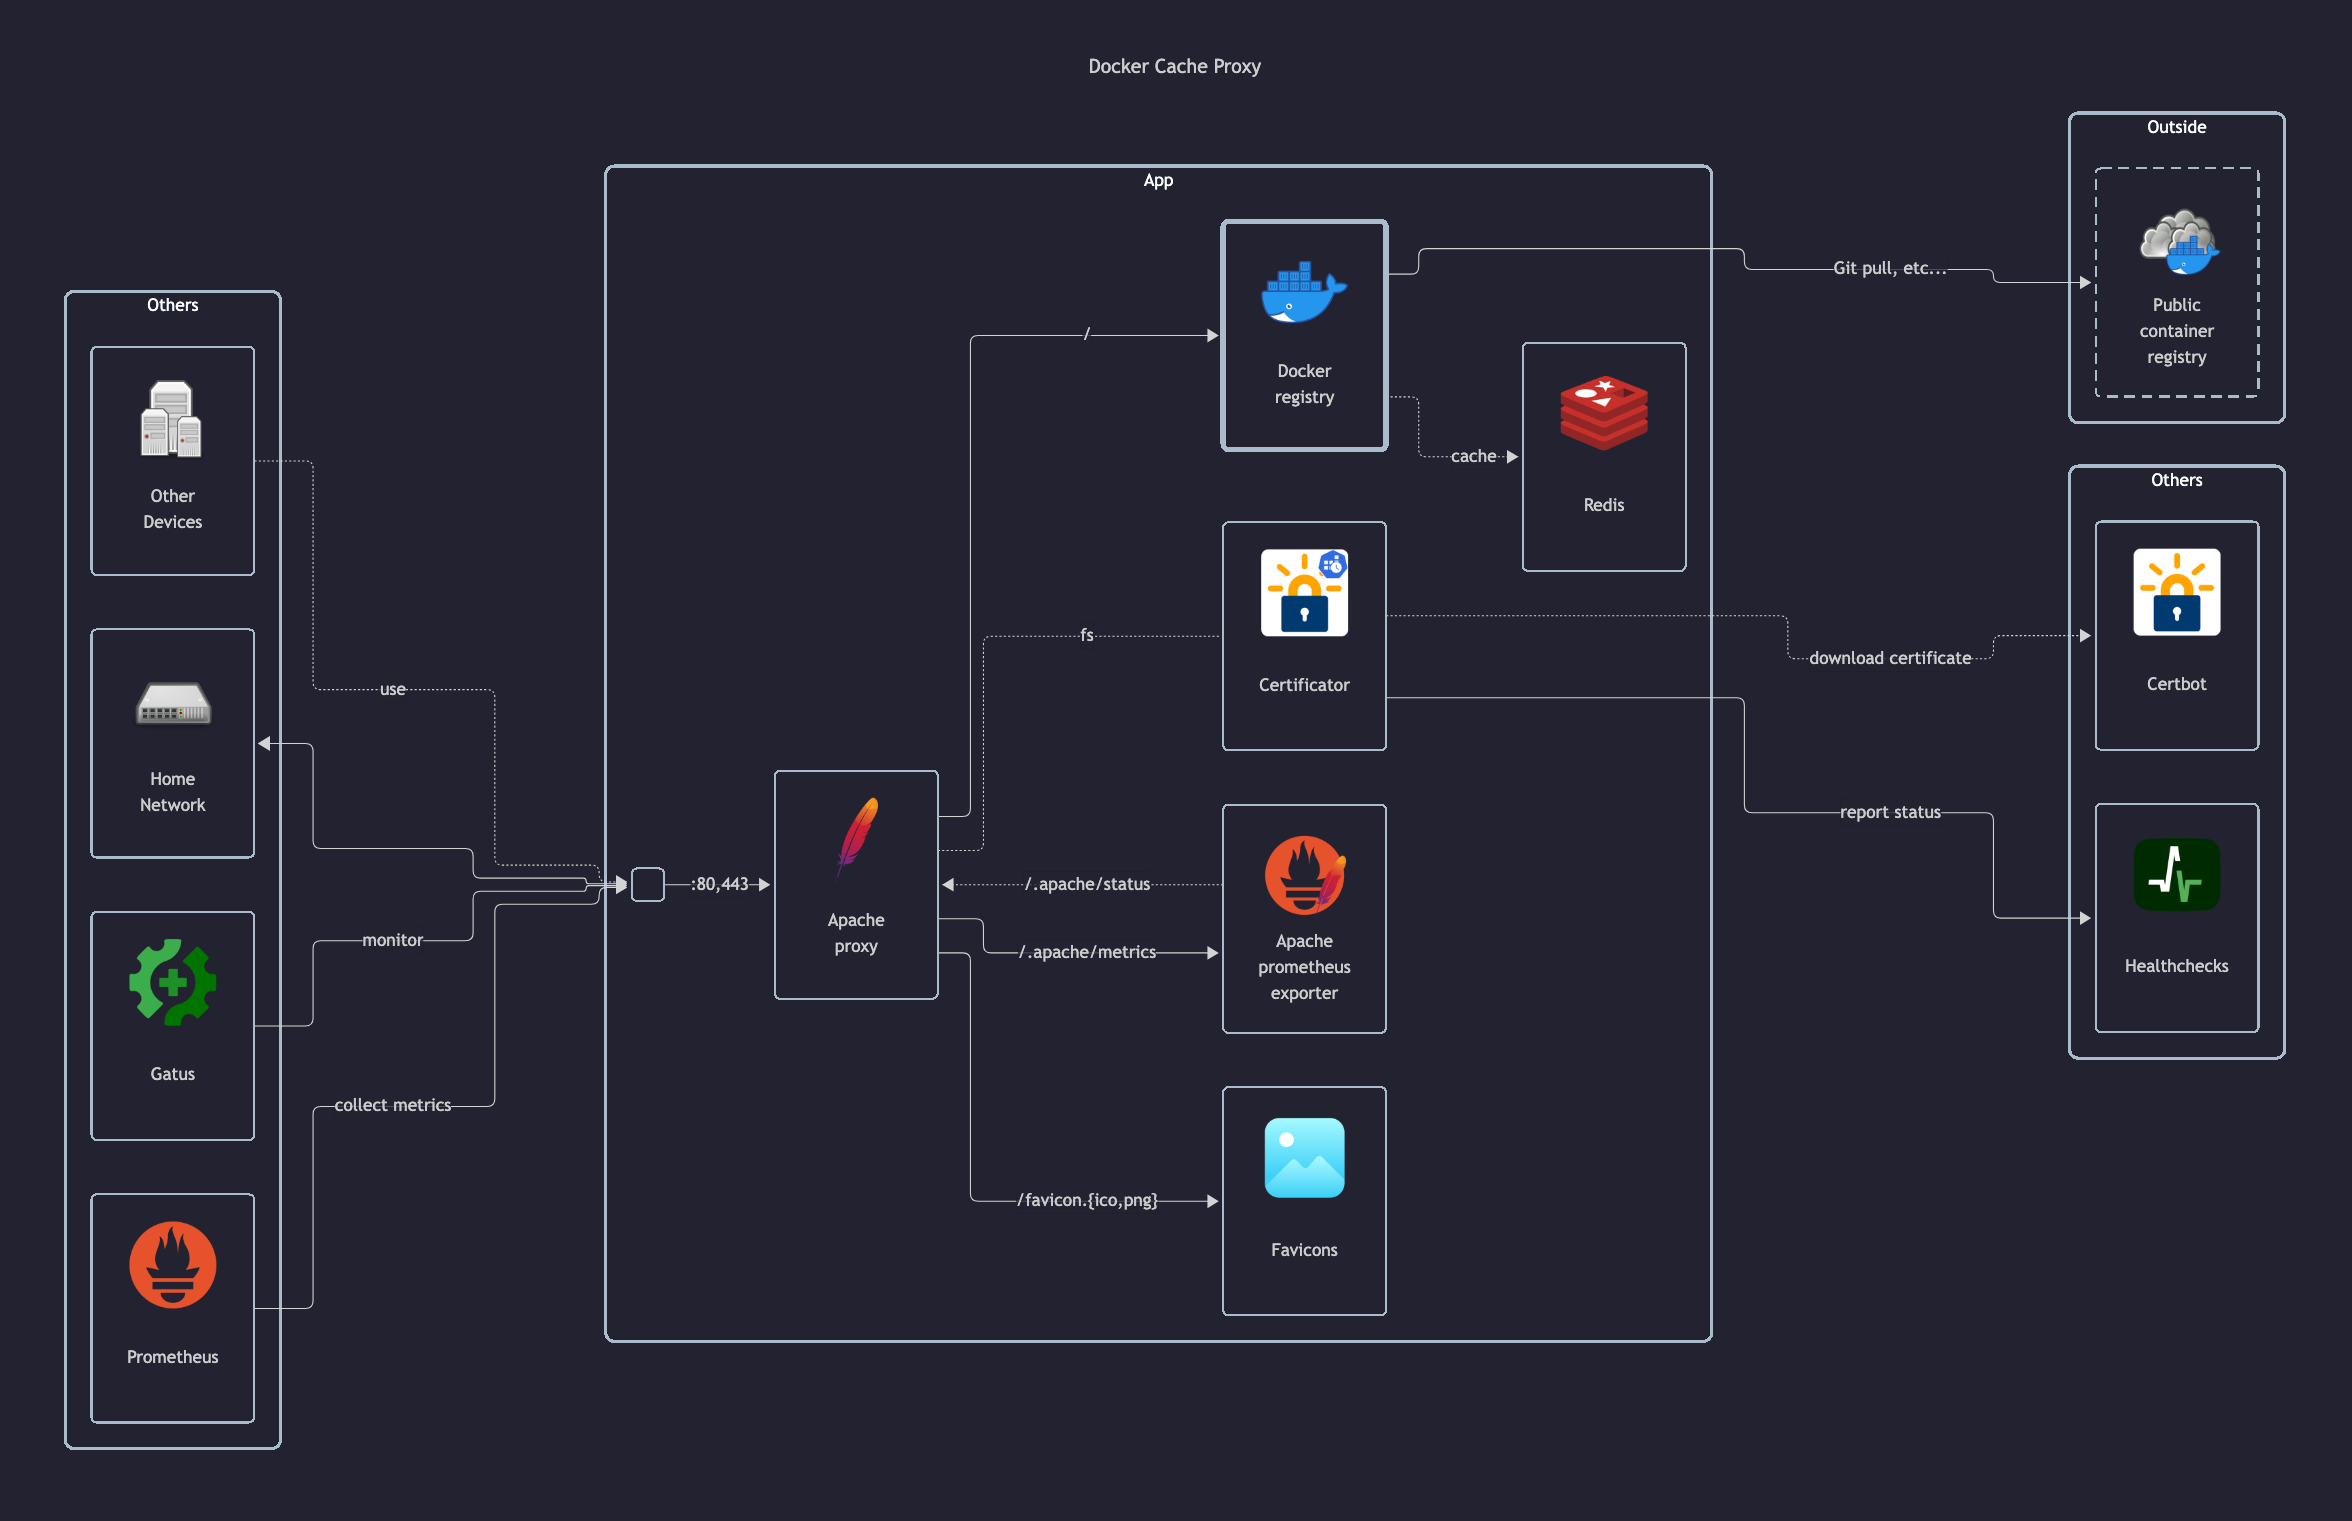 Docker Cache Proxy
Others
Other
Devices
Home
Network
Gatus
Prometheus
use
monitor
collect metrics
App
:80,443
Apache
proxy
/
fs
/.apache/status
/.apache/metrics
/favicon.{ico,png}
Docker
registry
cache
Redis
Certificator
Apache
prometheus
exporter
Favicons
Git pull, etc...
download certificate
report status
Outside
Public
container
registry
Others
Certbot
Healthchecks